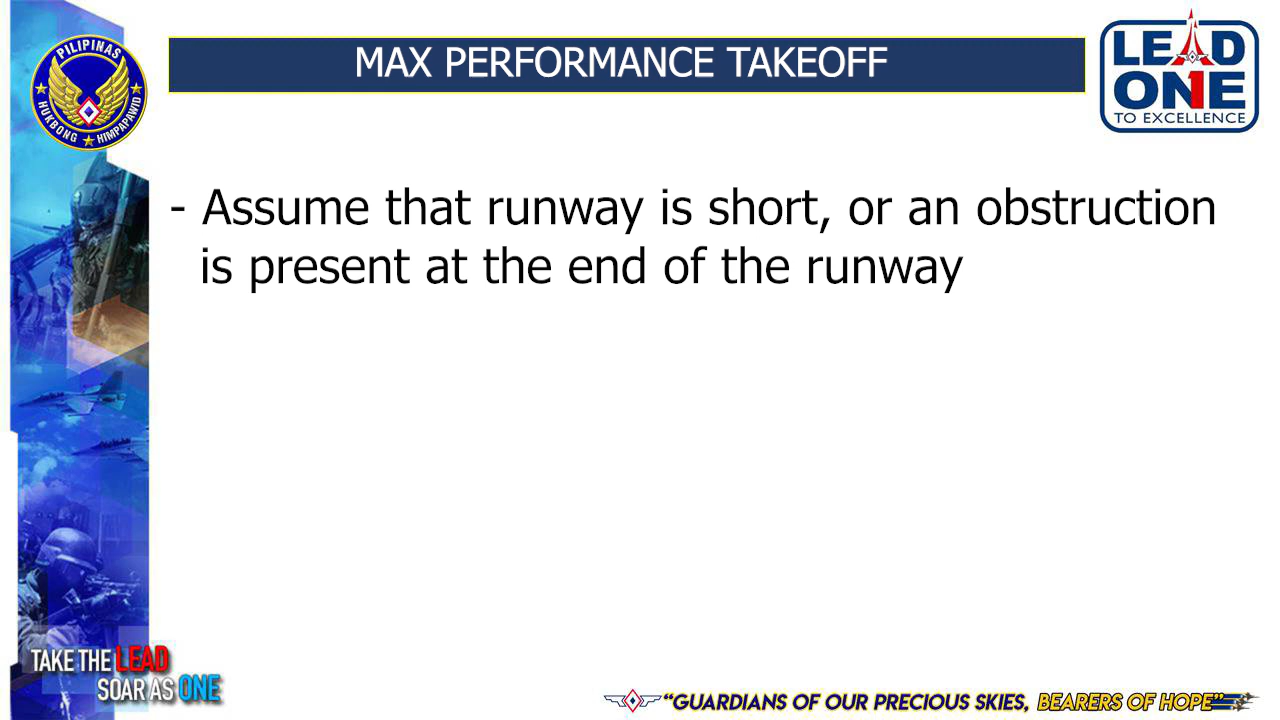 PILIPINAS
HUKBONG HIMPAPAWID
MAX PERFORMANCE TAKEOFF
LEAD
ONE
TO EXCELLENCE
- Assume that runway is short, or an obstruction
is present at the end of the runway
TAKE THE LEAD
SOAR AS ONE
“GUARDIANS OF OUR PRECIOUS SKIES, BEARERS OF HOPE”